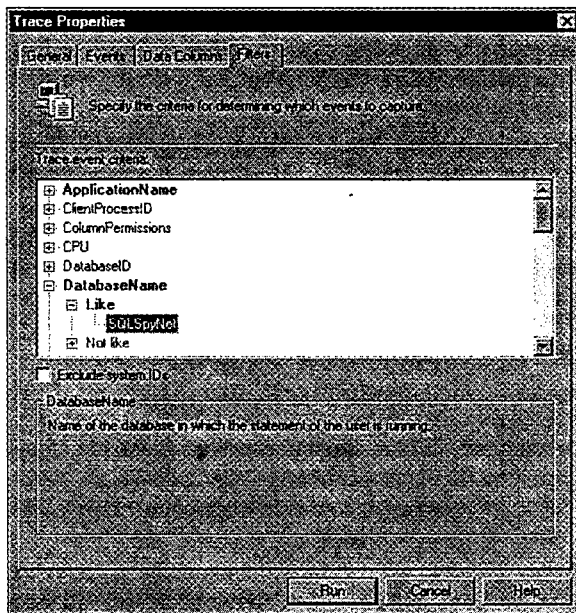 Trace Properties
General Events Data Columns Filters
Specify the criteria for determining which events to capture.
Trace event criteria:
ApplicationName
ClientProcessID
ColumnPermissions
CPU
DatabaseID
DatabaseName
Like
SQLSpyNet
Not like
Exclude system IDs
DatabaseName
Name of the database in which the statement of the user is running.
Run Cancel Help